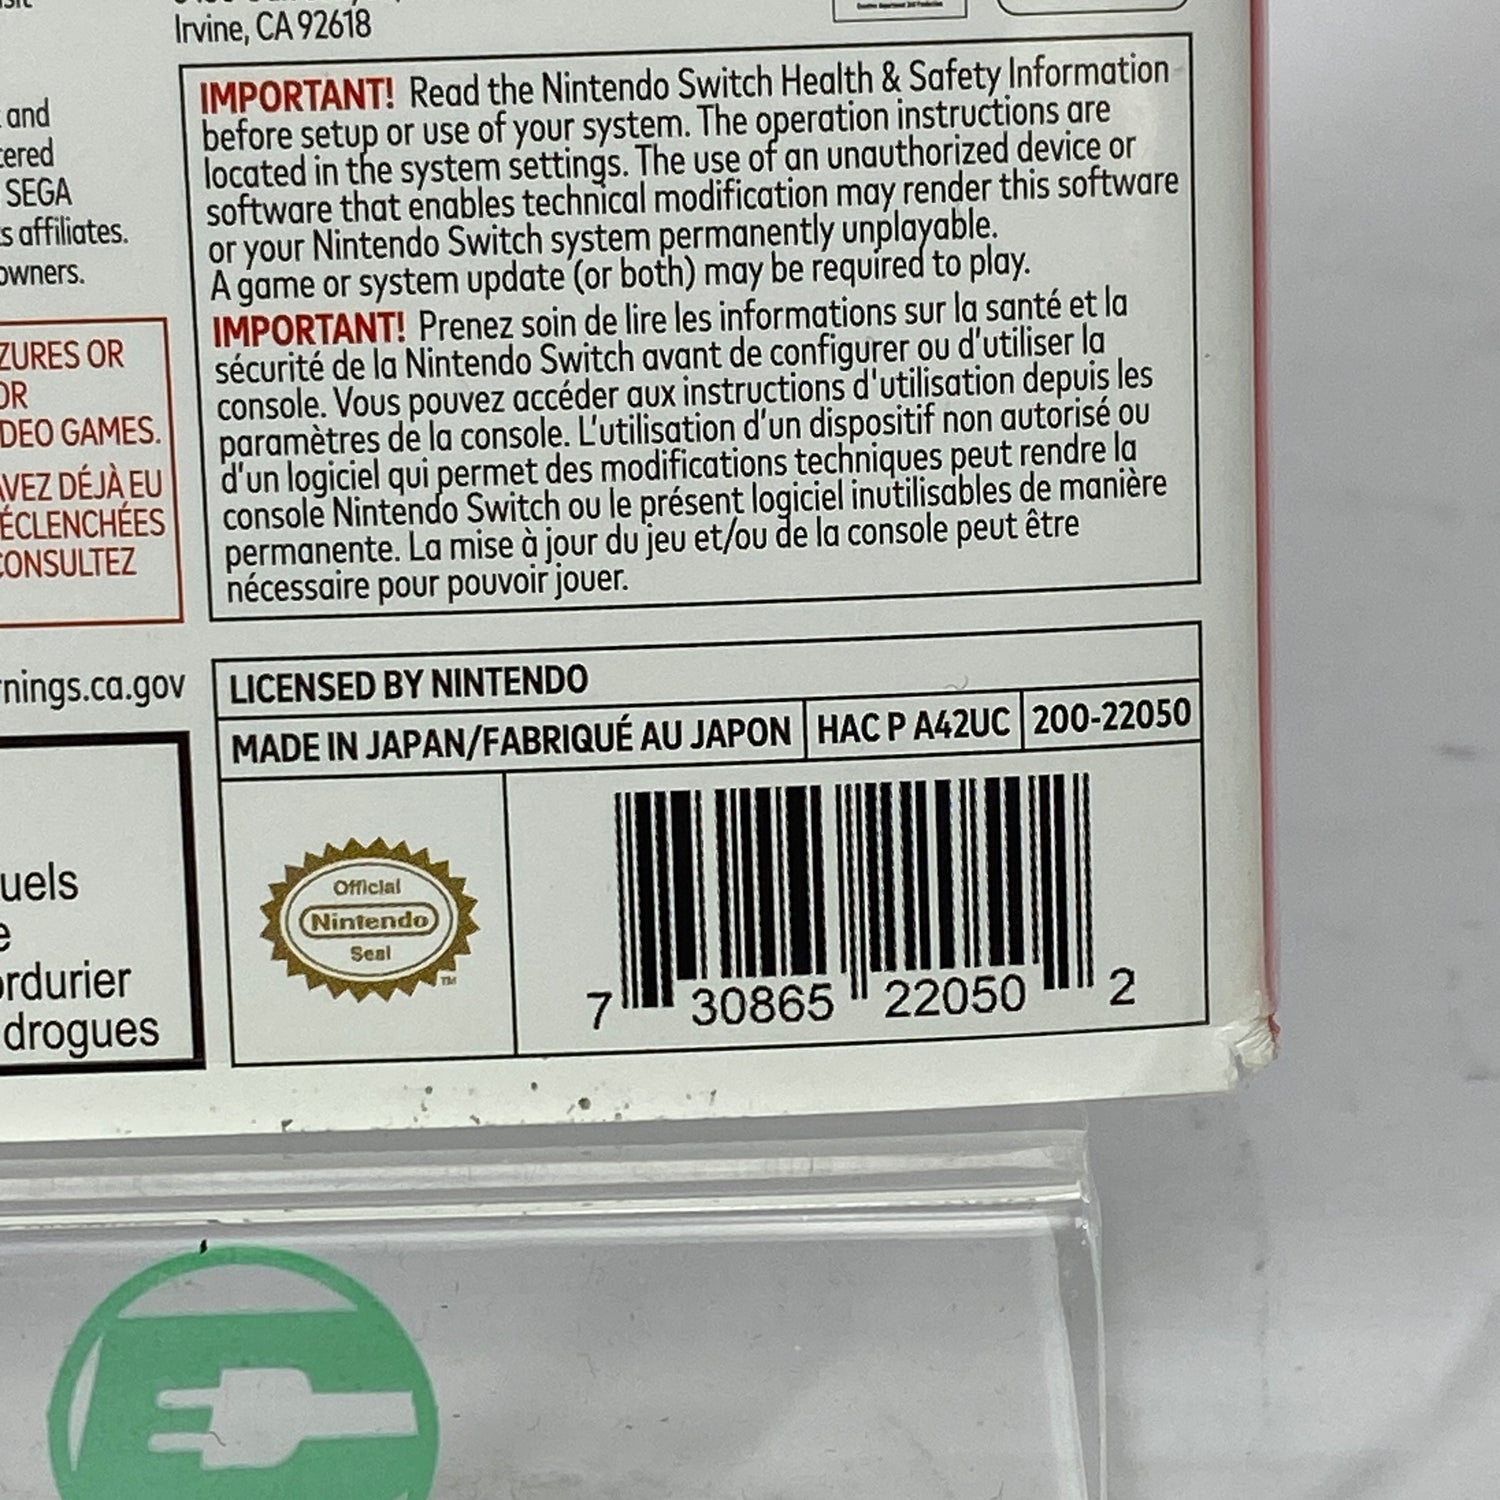 Irvine, CA 92618
and
SEGA
affiliates.
owners.
IMPORTANT! Read the Nintendo Switch Health & Safety Information
before setup or use of your system. The operation instructions are
located in the system settings. The use of an unauthorized device or
software that enables technical modification may render this software
or your Nintendo Switch system permanently unplayable.
A game or system update (or both) may be required to play.
IMPORTANT! Prenez soin de lire les informations sur la santé et la
sécurité de la Nintendo Switch avant de configurer ou d'utiliser la
console. Vous pouvez accéder aux instructions d'utilisation depuis les
paramètres de la console. L'utilisation d'un dispositif non autorisé ou
d'un logiciel qui permet des modifications techniques peut rendre la
console Nintendo Switch ou le présent logiciel inutilisables de manière
permanente. La mise à jour du jeu et/ou de la console peut être
nécessaire pour pouvoir jouer.
ZURES OR
OR
DEO GAMES.
AVEZ DÉJÀ EU
ÉCLENCHÉES
CONSULTEZ
rnings.ca.gov
LICENSED BY NINTENDO
MADE IN JAPAN/FABRIQUÉ AU JAPON HAC P A42UC 200-22050
Official
Nintendo
Seal
TM
7 30865 22050 2
uels
e
ordurier
drogues